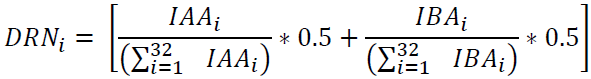 DRN_i = [ IAA_i / (∑_{i=1}^{32} IAA_i) * 0.5 + IBA_i / (∑_{i=1}^{32} IBA_i) * 0.5 ]